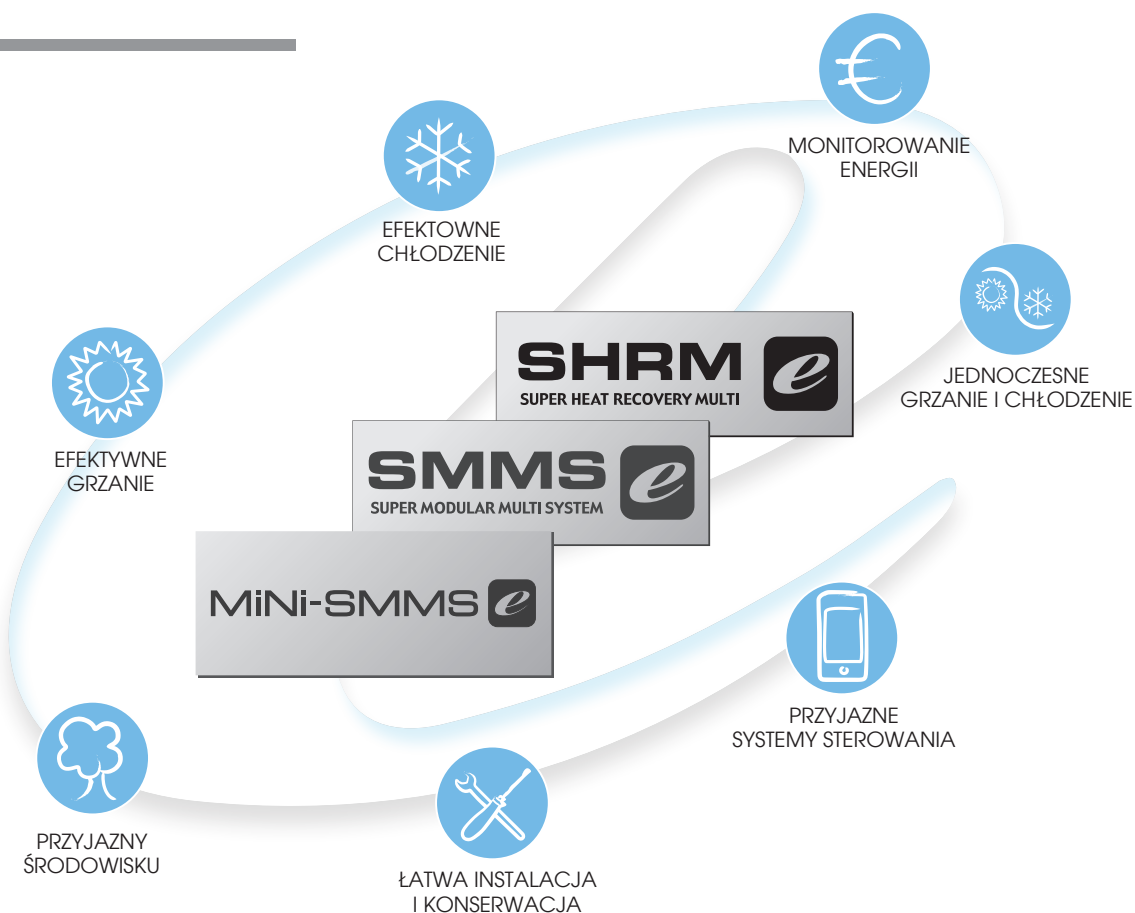 MONITOROWANIE
ENERGII
EFEKTOWNE
CHŁODZENIE
JEDNOCZESNE
GRZANIE I CHŁODZENIE
EFEKTYWNE
GRZANIE
SHRM e
SUPER HEAT RECOVERY MULTI
SMMS e
SUPER MODULAR MULTI SYSTEM
MiNi-SMMS e
PRZYJAZNE
SYSTEMY STEROWANIA
PRZYJAZNY
ŚRODOWISKU
ŁATWA INSTALACJA
I KONSERWACJA